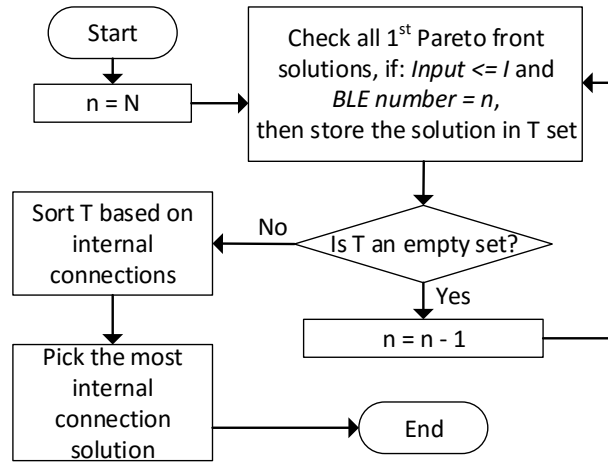 Start
n = N
Check all 1st Pareto front
solutions, if: Input <= I and
BLE number = n,
then store the solution in T set
Is T an empty set?
No
Yes
Sort T based on
internal
connections
n = n - 1
Pick the most
internal
connection
solution
End